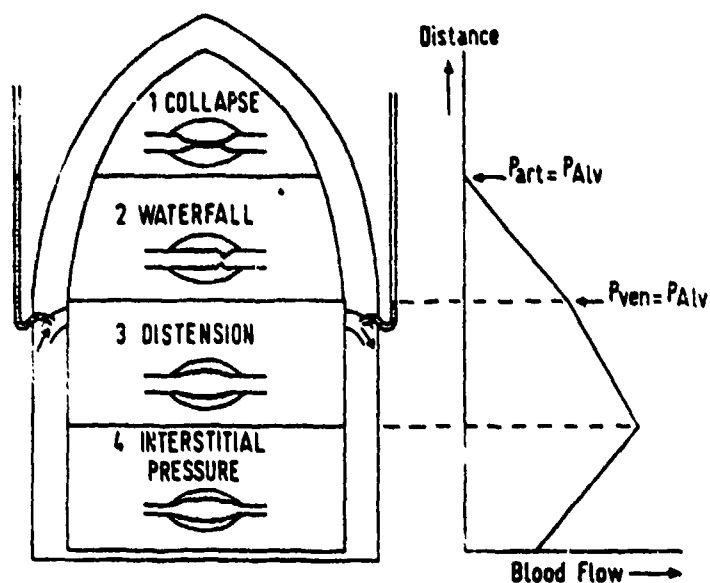 1 COLLAPSE
2 WATERFALL
3 DISTENSION
4 INTERSTITIAL
PRESSURE
Distance
Part = PAlv
Pven = PAlv
Blood Flow